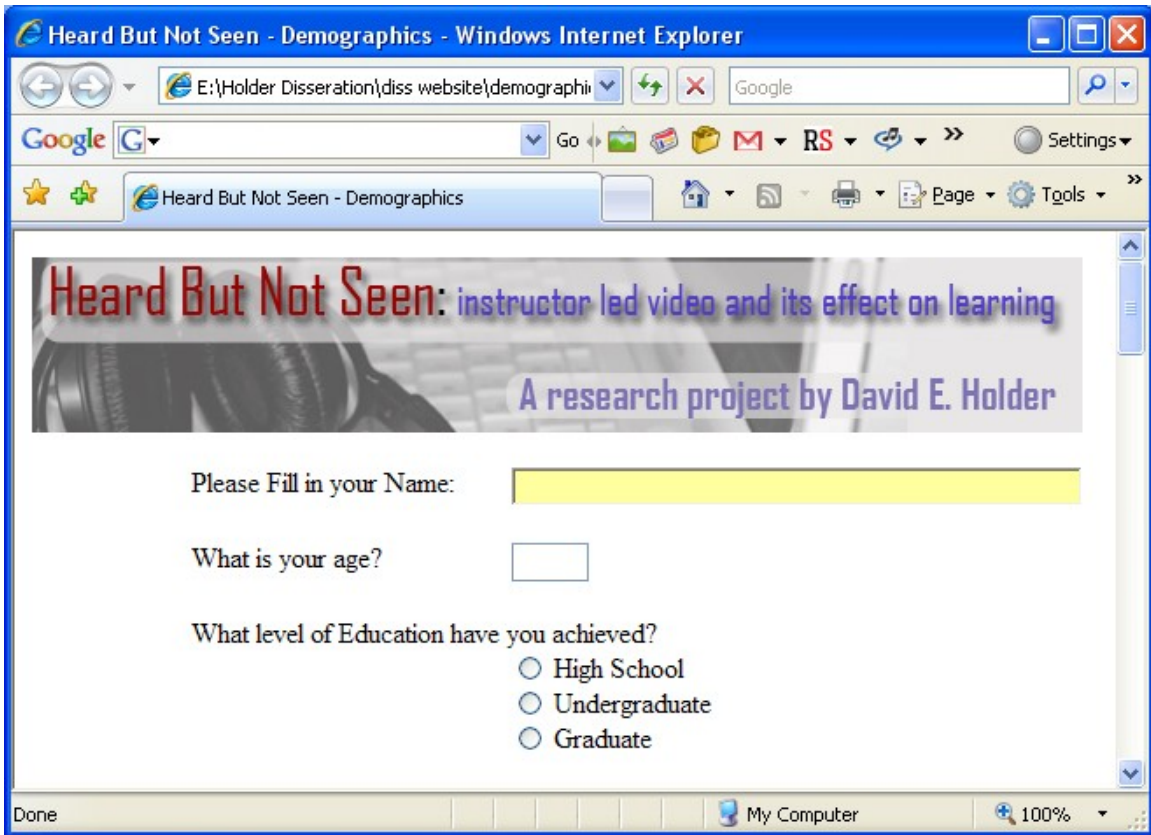 Heard But Not Seen - Demographics - Windows Internet Explorer
E:\Holder Disseration\diss website\demographi
Google
Google G Go RS Settings
Heard But Not Seen - Demographics Page Tools
Heard But Not Seen: instructor led video and its effect on learning
A research project by David E. Holder
Please Fill in your Name:
What is your age?
What level of Education have you achieved?
High School
Undergraduate
Graduate
Done My Computer 100%